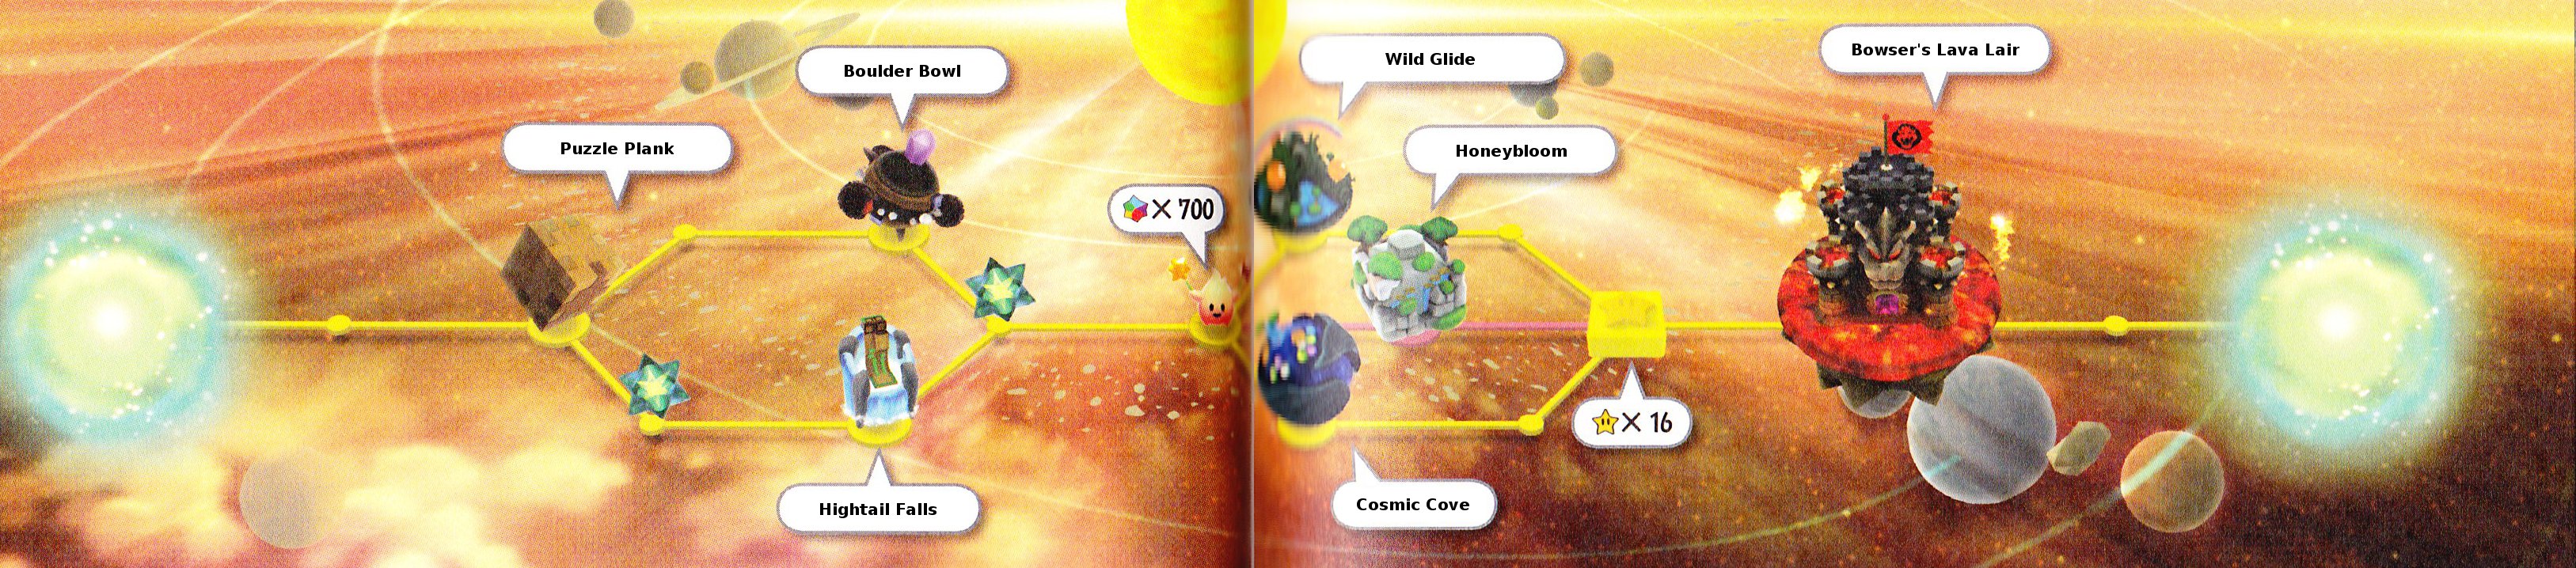 Puzzle Plank
Boulder Bowl
× 700
Hightail Falls
Wild Glide
Honeybloom
Cosmic Cove
× 16
Bowser's Lava Lair